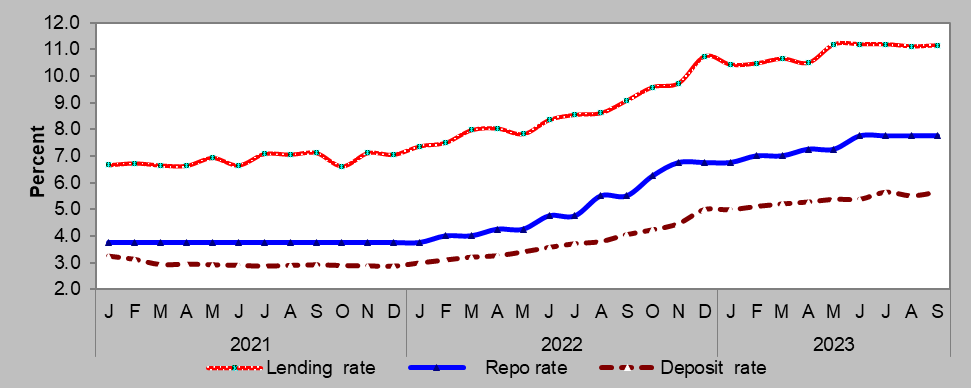 12.0
11.0
10.0
9.0
8.0
7.0
6.0
5.0
4.0
3.0
2.0
Percent
J F M A M J J A S O N D J F M A M J J A S O N D J F M A M J J A S
2021 2022 2023
Lending rate Repo rate Deposit rate